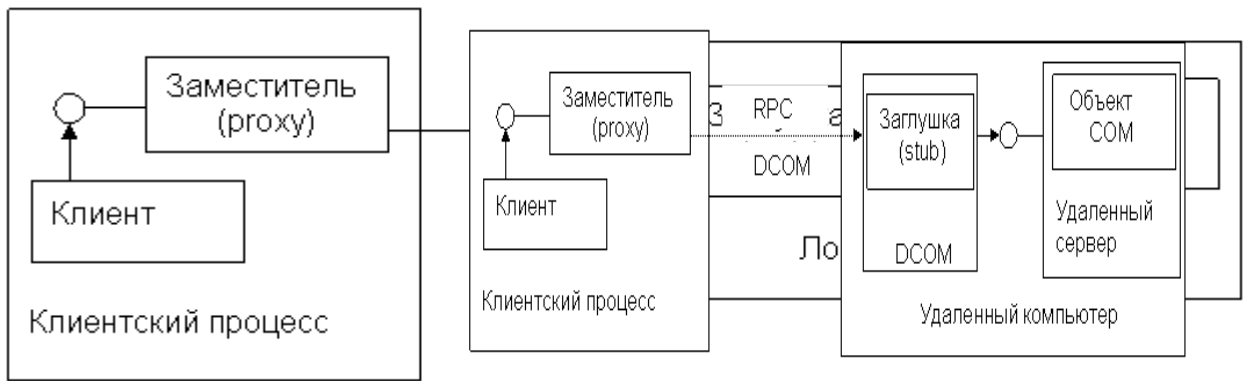 Заместитель
(proxy)
Клиент
Клиентский процесс
Заместитель
(proxy)
Клиент
Клиентский процесс
RPC
DCOM
Заглушка
(stub)
DCOM
Объект
COM
Удаленный
сервер
Удаленный компьютер